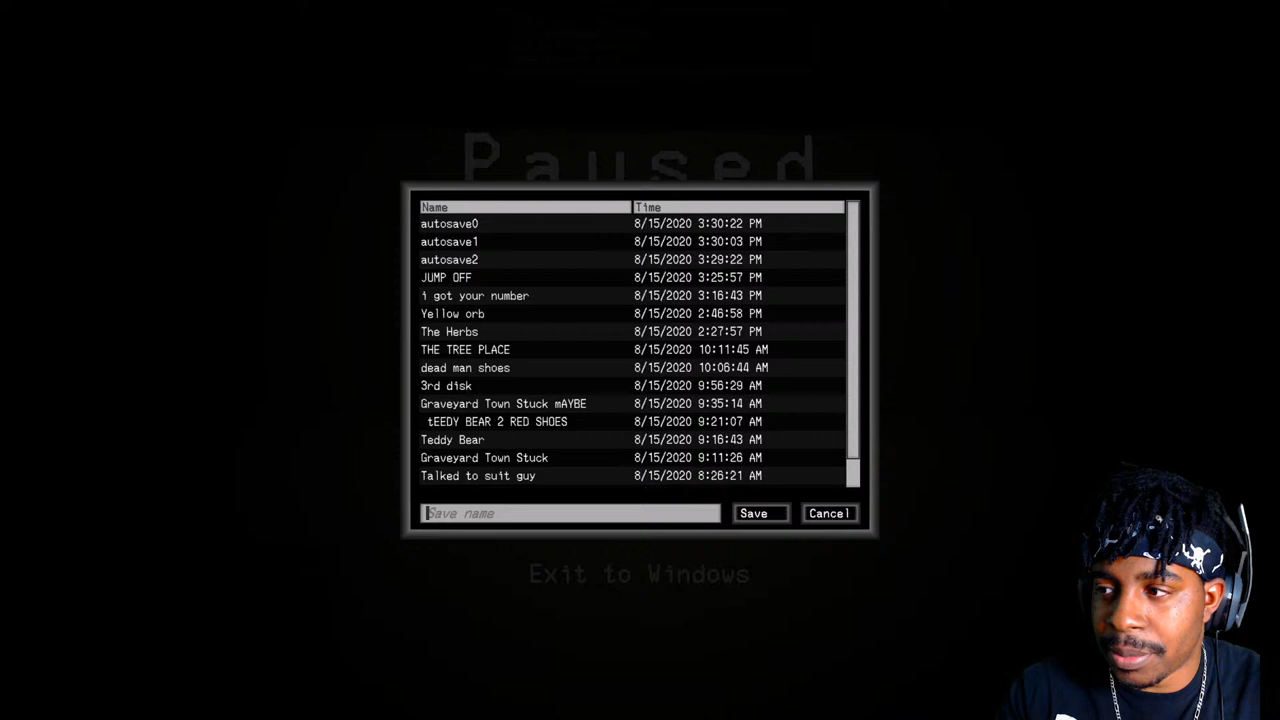 Paused
Name Time
autosave0 8/15/2020 3:30:22 PM
autosave1 8/15/2020 3:30:03 PM
autosave2 8/15/2020 3:29:22 PM
JUMP OFF 8/15/2020 3:25:57 PM
i got your number 8/15/2020 3:16:43 PM
Yellow orb 8/15/2020 2:46:58 PM
The Herbs 8/15/2020 2:27:57 PM
THE TREE PLACE 8/15/2020 10:11:45 AM
dead man shoes 8/15/2020 10:06:44 AM
3rd disk 8/15/2020 9:56:29 AM
Graveyard Town Stuck mAYBE 8/15/2020 9:35:14 AM
tEEDY BEAR 2 RED SHOES 8/15/2020 9:21:07 AM
Teddy Bear 8/15/2020 9:16:43 AM
Graveyard Town Stuck 8/15/2020 9:11:26 AM
Talked to suit guy 8/15/2020 8:26:21 AM
Save name Save Cancel
Exit to Windows